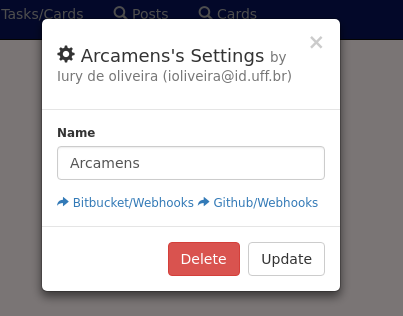 Tasks/Cards Posts Cards
×
Arcamens's Settings by
Iury de oliveira (ioliveira@id.uff.br)
Name
Arcamens
Bitbucket/Webhooks Github/Webhooks
Delete Update